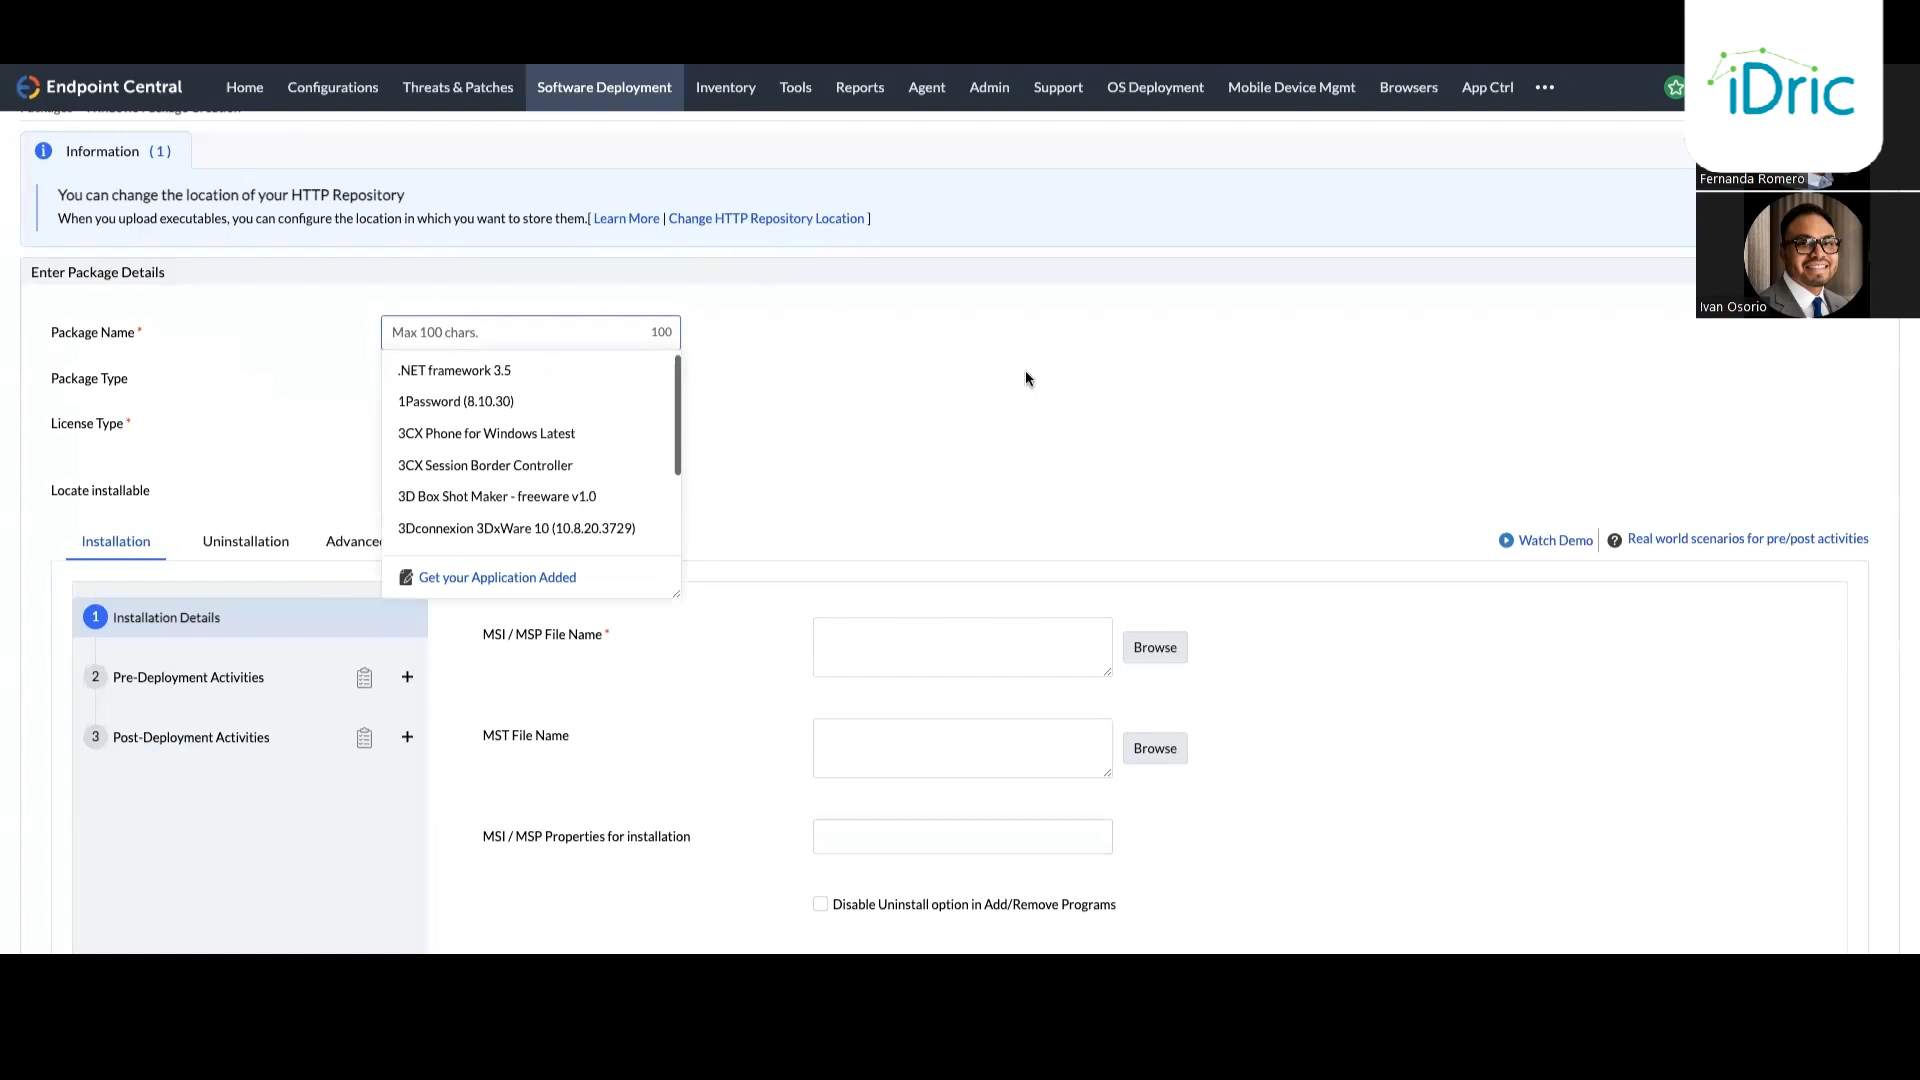 iDric
Endpoint Central
Home
Configurations
Threats & Patches
Software Deployment
Inventory
Tools
Reports
Agent
Admin
Support
OS Deployment
Mobile Device Mgmt
Browsers
App Ctrl
Information ( 1 )
You can change the location of your HTTP Repository
When you upload executables, you can configure the location in which you want to store them.[ Learn More | Change HTTP Repository Location ]
Fernanda Romero
Ivan Osorio
Enter Package Details
Package Name *
Max 100 chars.
100
Package Type
License Type *
Locate installable
.NET framework 3.5
1Password (8.10.30)
3CX Phone for Windows Latest
3CX Session Border Controller
3D Box Shot Maker - freeware v1.0
3Dconnexion 3DxWare 10 (10.8.20.3729)
Get your Application Added
Installation
Uninstallation
Watch Demo
Real world scenarios for pre/post activities
1 Installation Details
2 Pre-Deployment Activities
3 Post-Deployment Activities
MSI / MSP File Name *
Browse
MST File Name
Browse
MSI / MSP Properties for installation
Disable Uninstall option in Add/Remove Programs